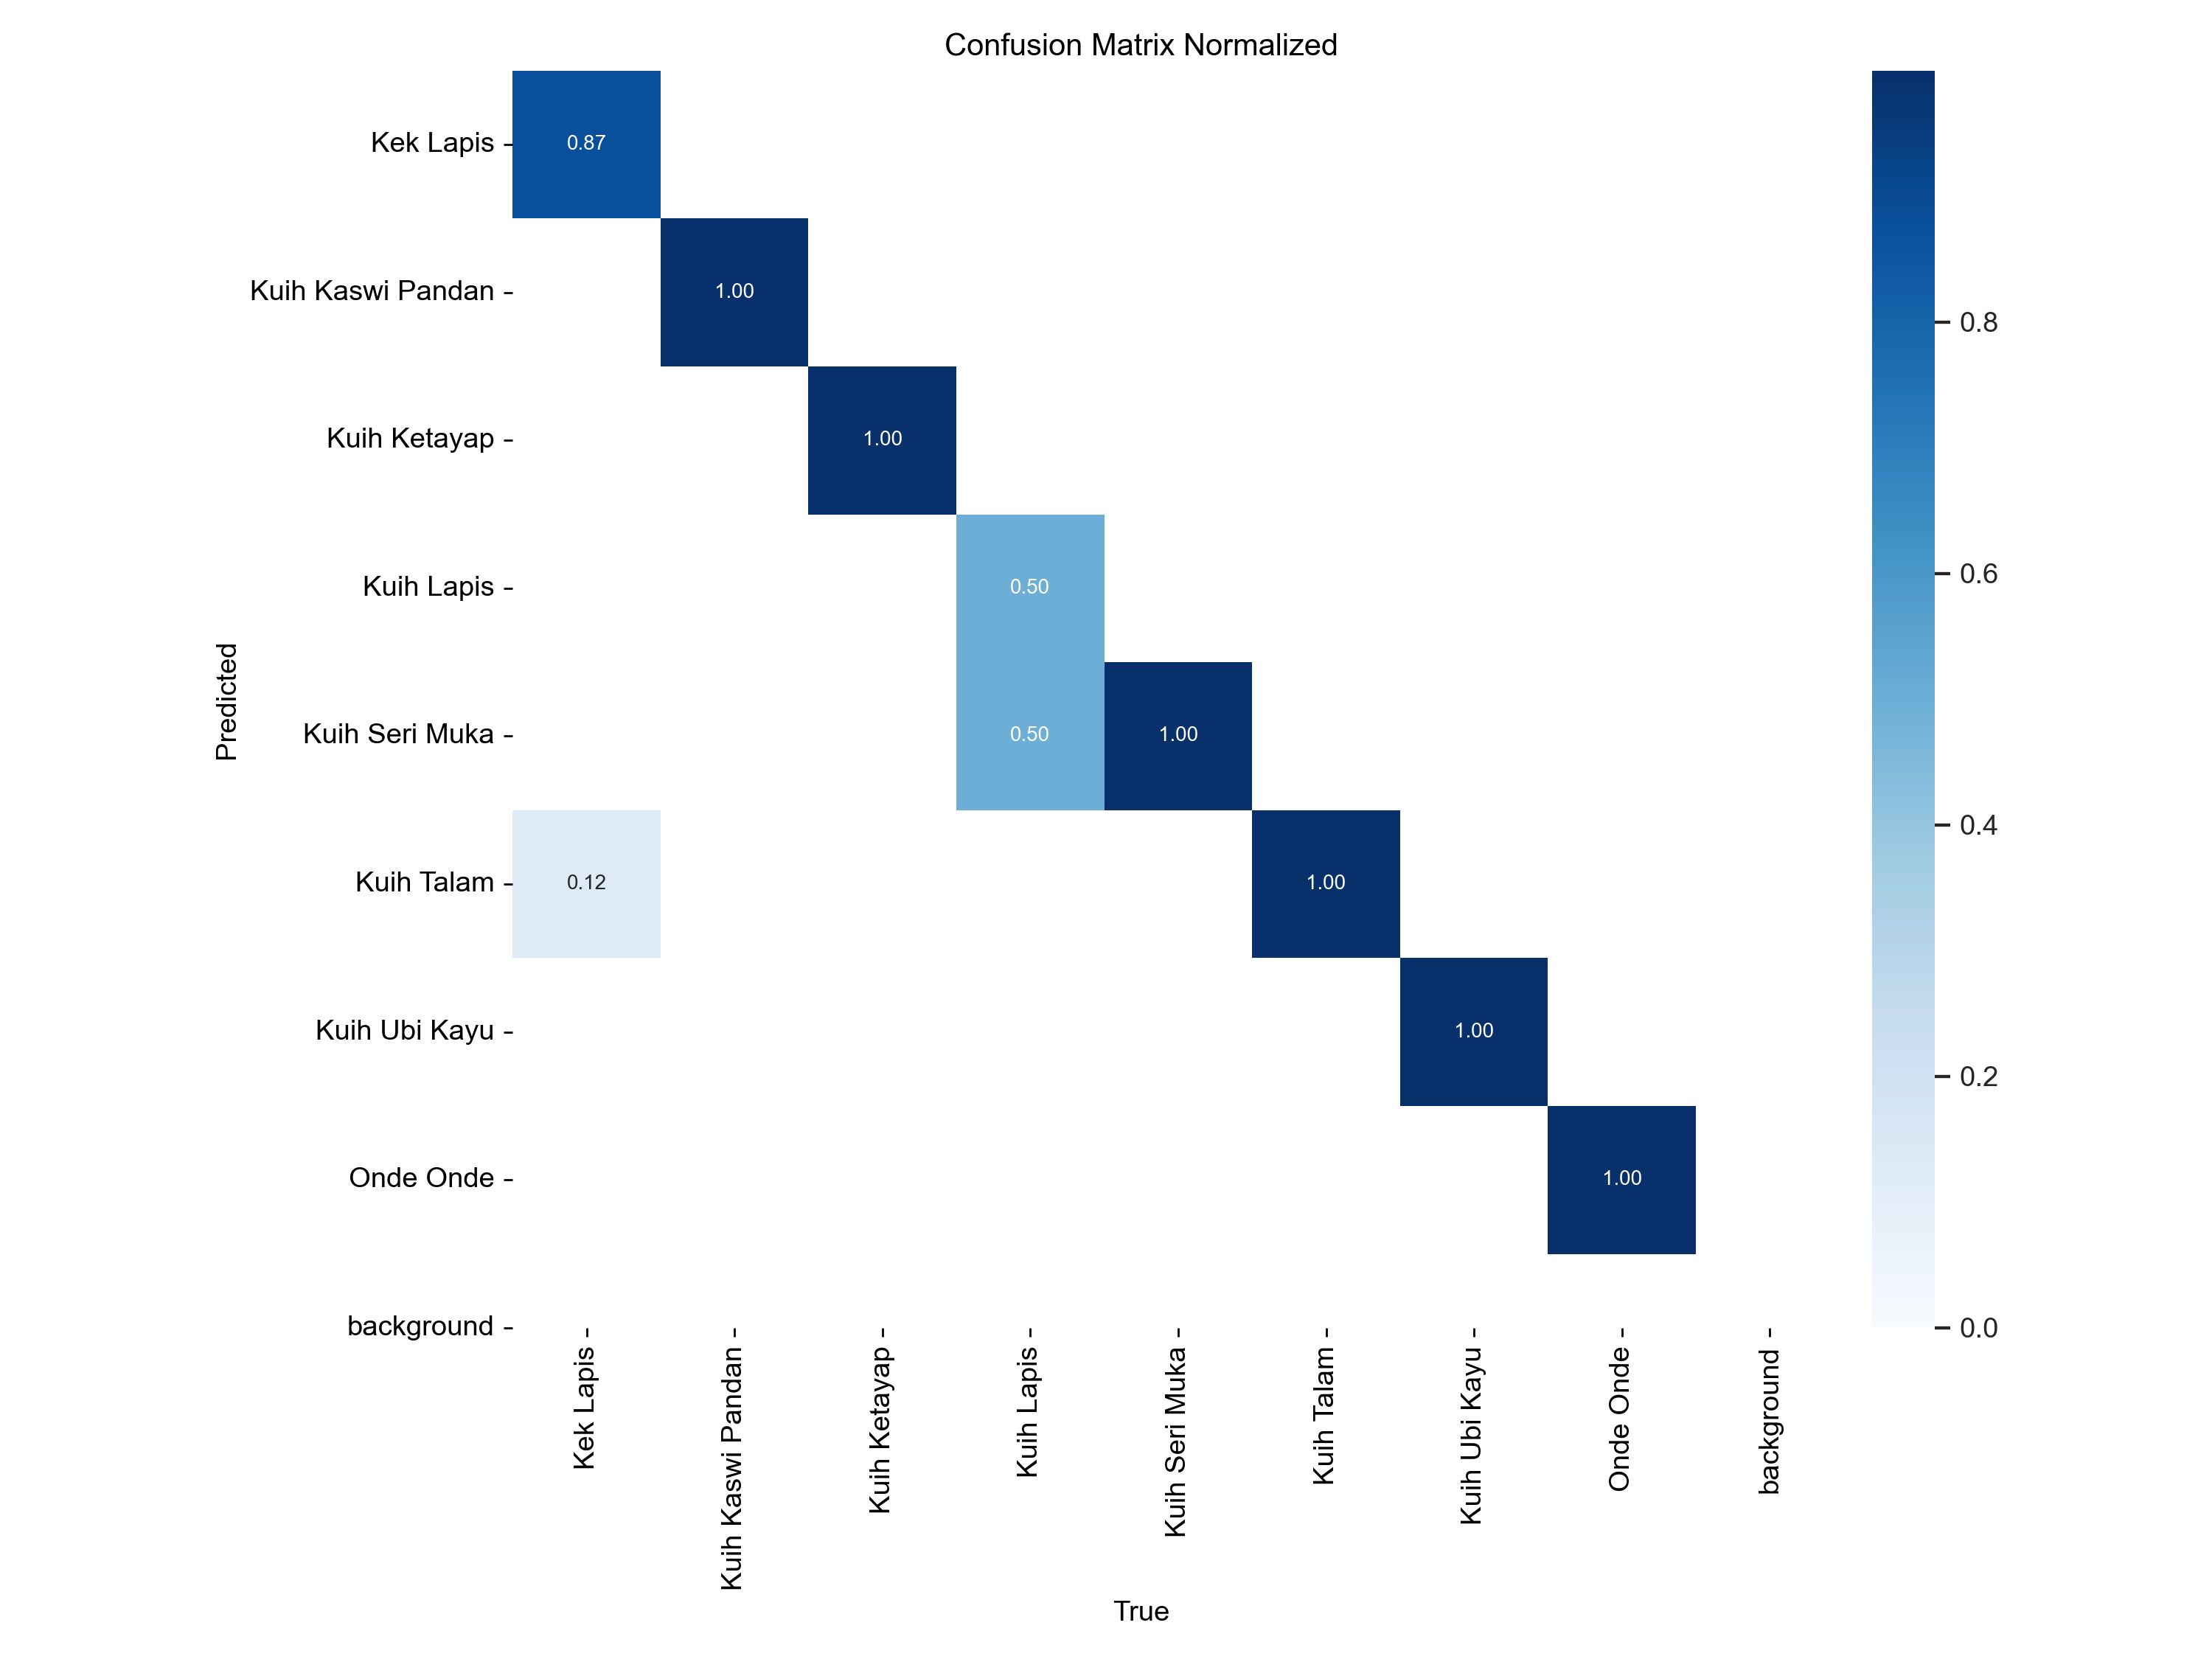 Confusion Matrix Normalized
Kek Lapis
0.87
Kuih Kaswi Pandan
1.00
0.8
Kuih Ketayap
1.00
0.6
Kuih Lapis
0.50
Predicted
Kuih Seri Muka
0.50 1.00
0.4
Kuih Talam
0.12 1.00
Kuih Ubi Kayu
1.00
0.2
Onde Onde
1.00
background
0.0
Kek Lapis
Kuih Kaswi Pandan
Kuih Ketayap
Kuih Lapis
Kuih Seri Muka
Kuih Talam
Kuih Ubi Kayu
Onde Onde
background
True